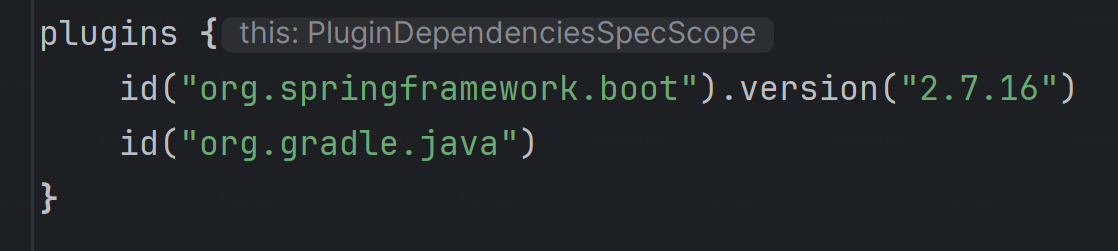 plugins { this: PluginDependenciesSpecScope
    id("org.springframework.boot").version("2.7.16")
    id("org.gradle.java")
}